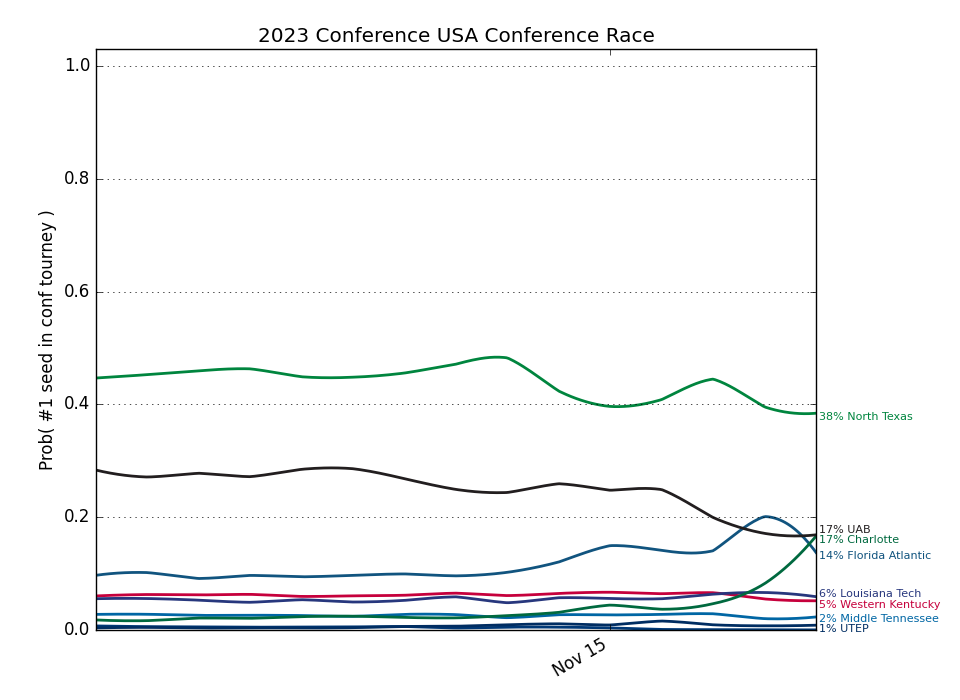 2023 Conference USA Conference Race
Prob( #1 seed in conf tourney )
1.0
0.8
0.6
0.4
0.2
0.0
38% North Texas
17% UAB
17% Charlotte
14% Florida Atlantic
6% Louisiana Tech
5% Western Kentucky
2% Middle Tennessee
1% UTEP
Nov 15